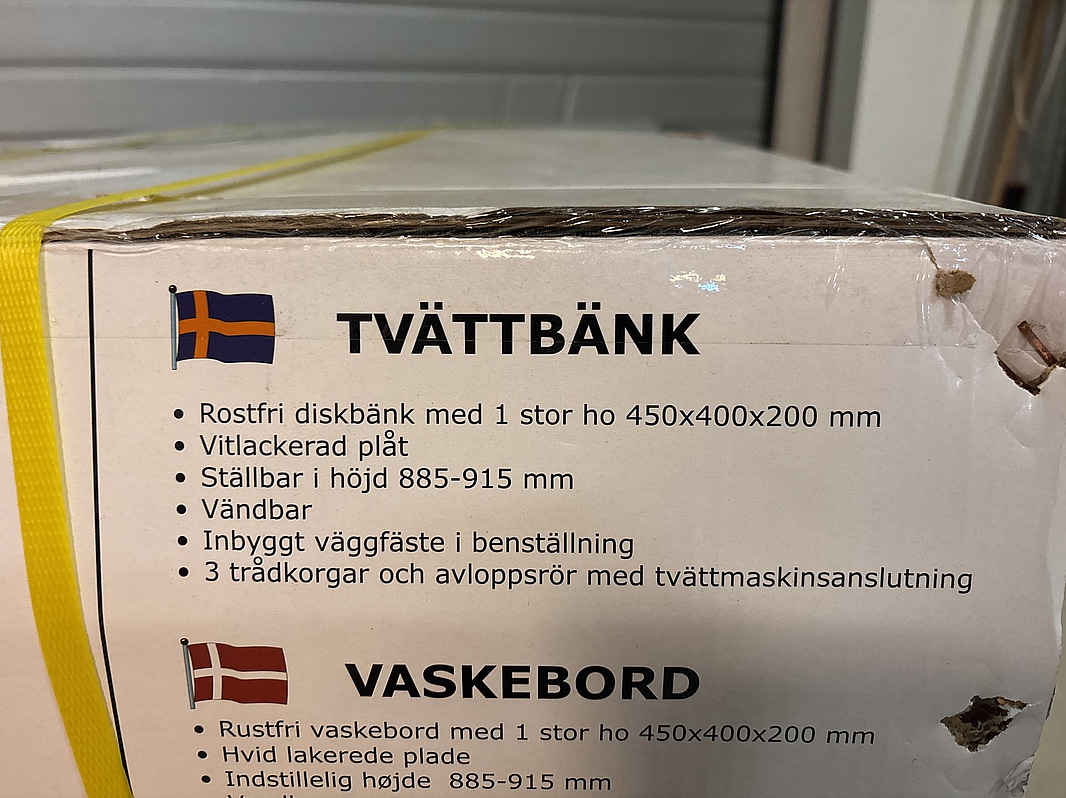 TVÄTTBÄNK
• Rostfri diskbänk med 1 stor ho 450x400x200 mm
• Vitlackerad plåt
• Ställbar i höjd 885-915 mm
• Vändbar
• Inbyggt väggfäste i benställning
• 3 trådkorgar och avloppsrör med tvättmaskinsanslutning
VASKEBORD
• Rustfri vaskebord med 1 stor ho 450x400x200 mm
• Hvid lakerede plade
• Indstillelig højde 885-915 mm